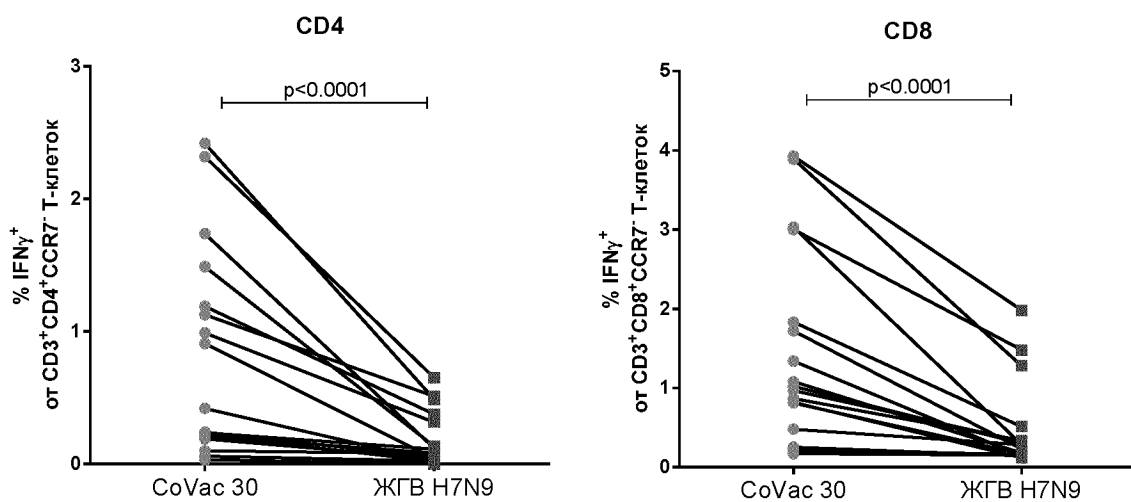 CD4
3
2
1
0
% IFNγ⁺
от CD3⁺CD4⁺CCR7⁻ Т-клеток
p<0.0001
CoVac 30
ЖГВ H7N9
CD8
5
4
3
2
1
0
% IFNγ⁺
от CD3⁺CD8⁺CCR7⁻ Т-клеток
p<0.0001
CoVac 30
ЖГВ H7N9